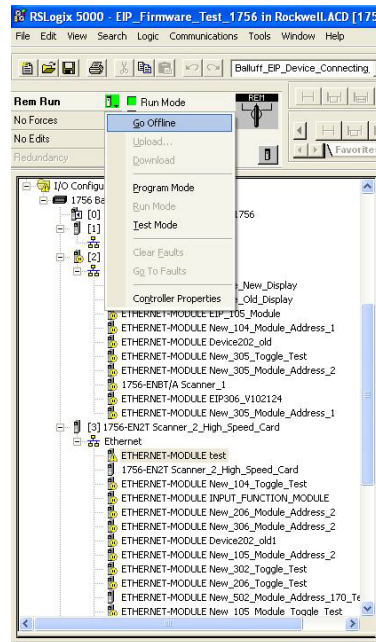 RSLogix 5000 - EIP_Firmware_Test_1756 in Rockwell.ACD [175
File Edit View Search Logic Communications Tools Window Help
Balluff_EIP_Device_Connecting_
Rem Run
Run Mode
REM
No Forces
No Edits
Redundancy
Favorite
Go Offline
Upload...
Download
Program Mode
Run Mode
Test Mode
Clear Faults
Go To Faults
Controller Properties
I/O Configu
1756 Ba
[0]
1756
[1]
[2]
_New_Display
_Old_Display
ETHERNET-MODULE EIP_105_Module
ETHERNET-MODULE New_104_Module_Address_1
ETHERNET-MODULE Device202_old
ETHERNET-MODULE New_305_Toggle_Test
ETHERNET-MODULE New_305_Module_Address_2
1756-ENBT/A Scanner_1
ETHERNET-MODULE EIP306_V102124
ETHERNET-MODULE New_305_Module_Address_1
[3] 1756-EN2T Scanner_2_High_Speed_Card
Ethernet
ETHERNET-MODULE test
1756-EN2T Scanner_2_High_Speed_Card
ETHERNET-MODULE New_104_Toggle_Test
ETHERNET-MODULE INPUT_FUNCTION_MODULE
ETHERNET-MODULE New_206_Module_Address_2
ETHERNET-MODULE New_306_Module_Address_2
ETHERNET-MODULE Device202_old1
ETHERNET-MODULE New_105_Module_Address_2
ETHERNET-MODULE New_302_Toggle_Test
ETHERNET-MODULE New_206_Toggle_Test
ETHERNET-MODULE New_502_Module_Address_170_Te
ETHERNET-MODULE New_105_Module_Toggle_Test